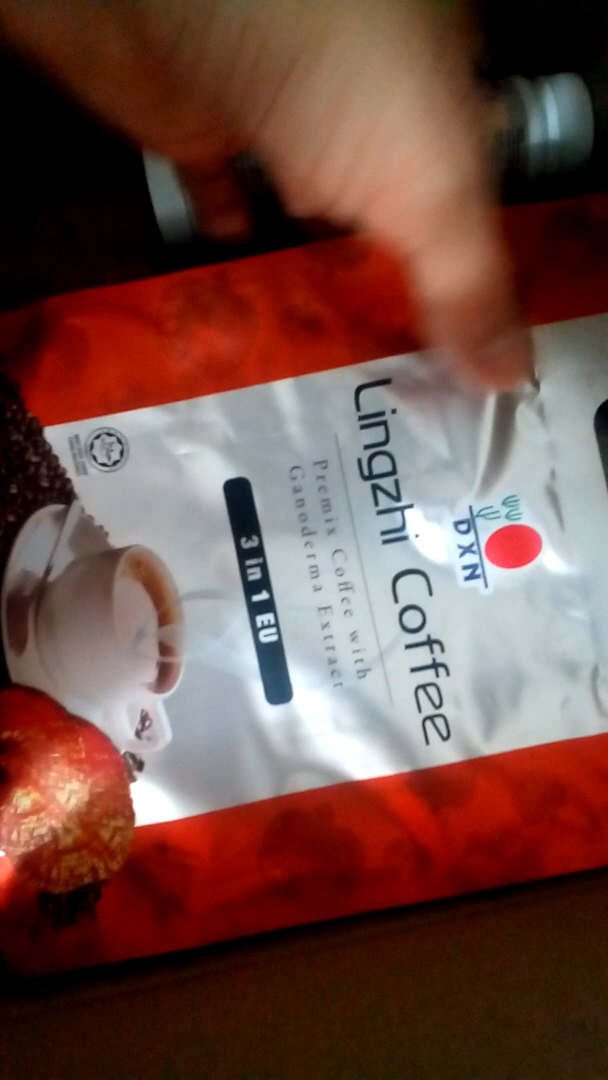 DXN
Lingzhi Coffee
Premix Coffee with
Ganoderma Extract
3 in 1 EU